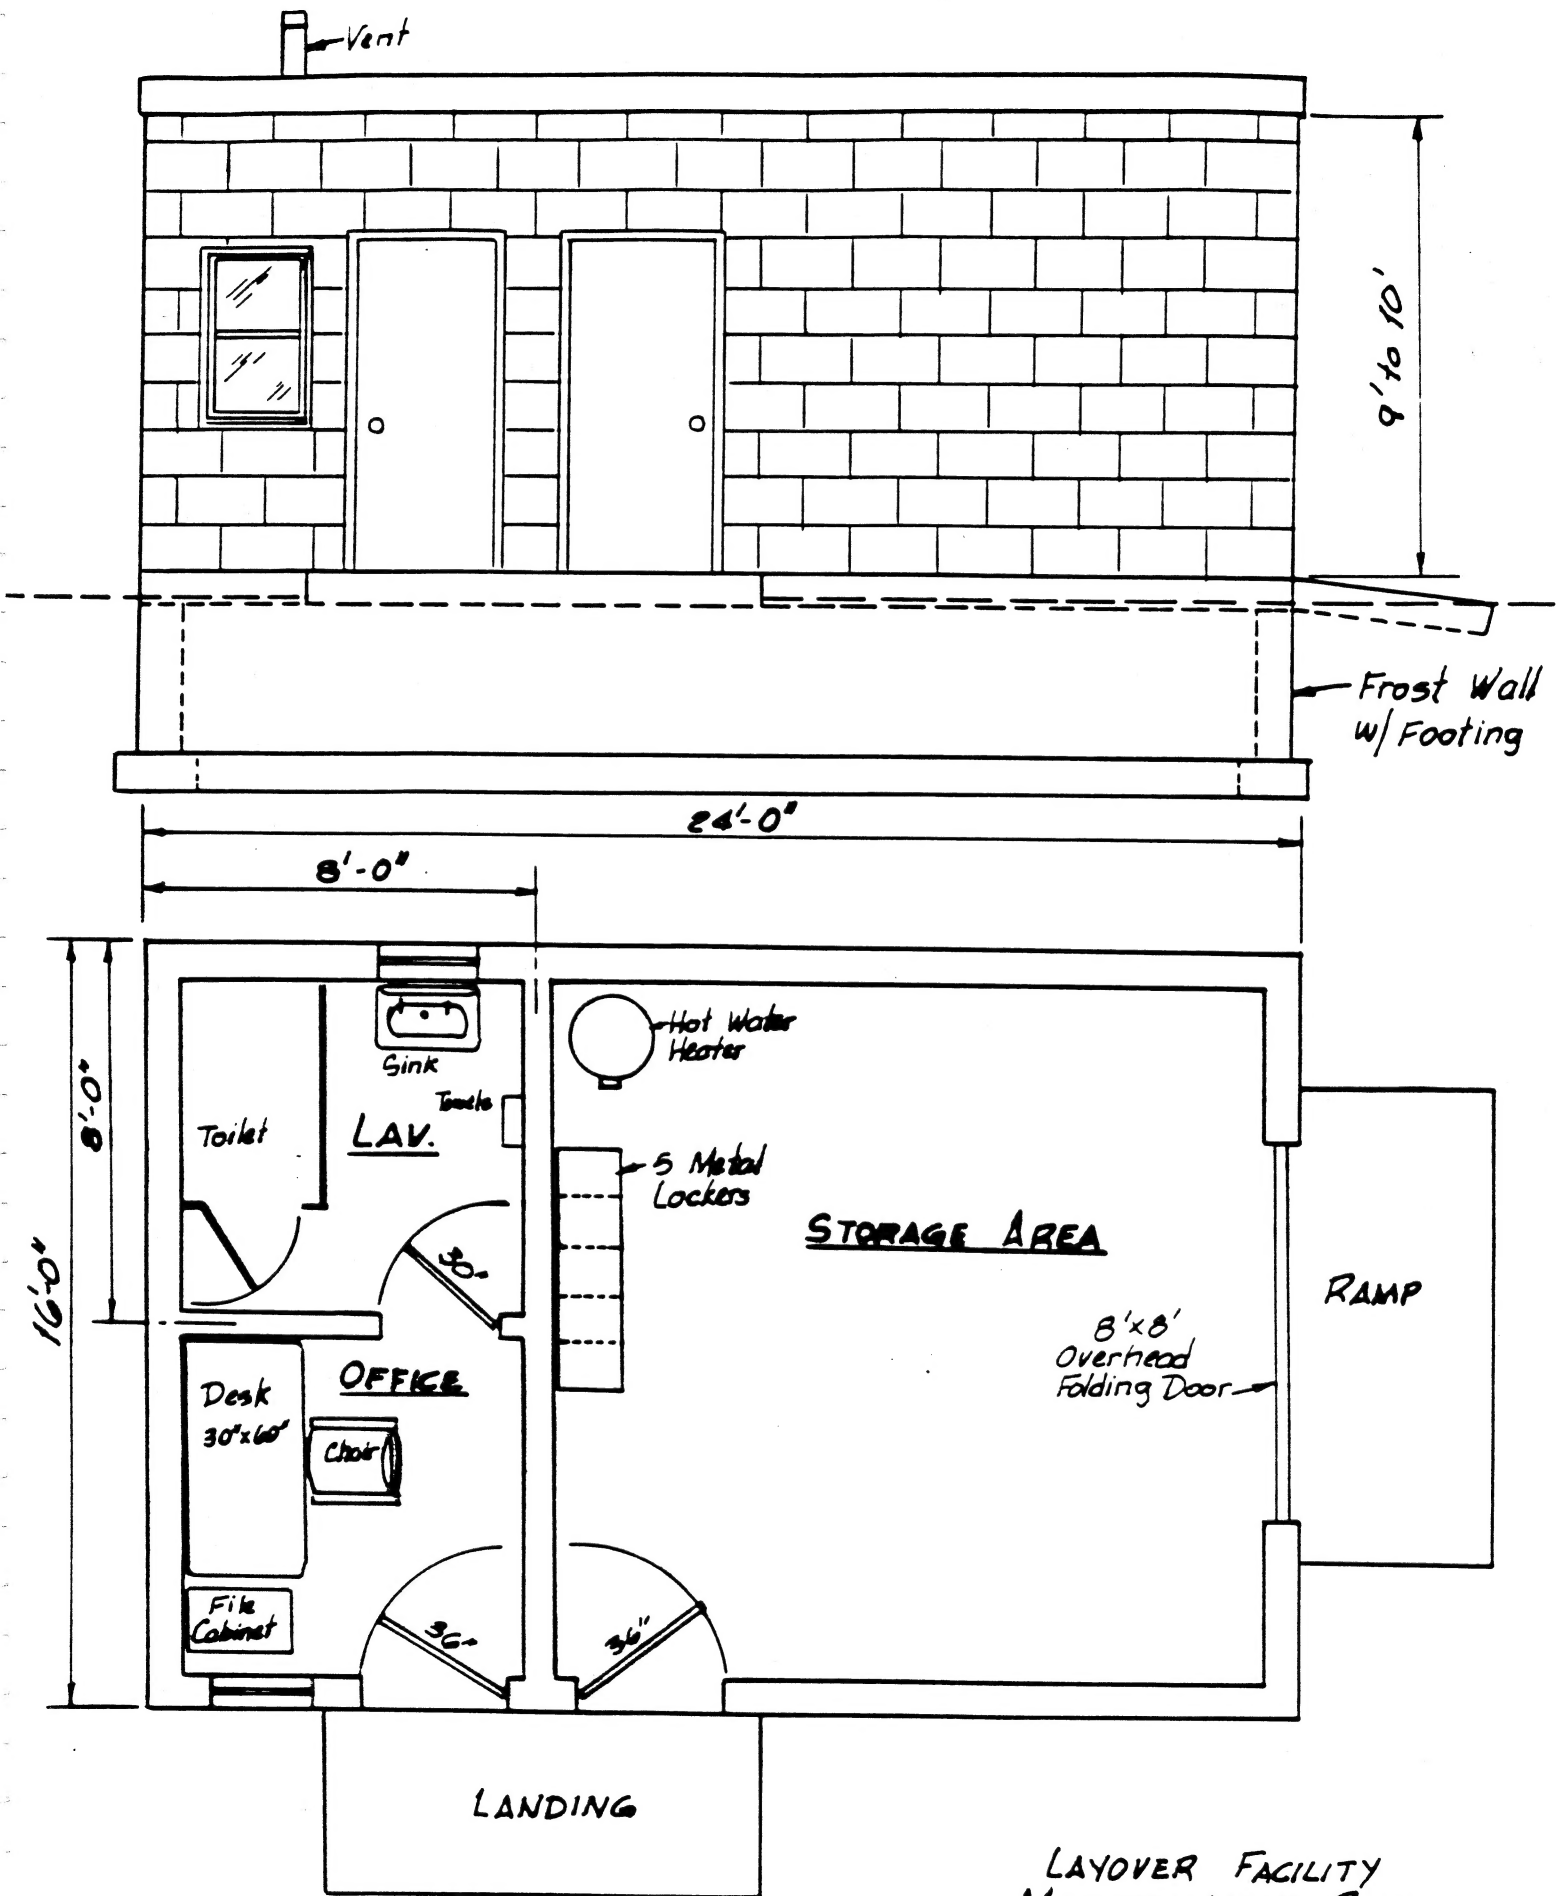 Vent
9' to 10'
Frost Wall
w/ Footing
24'-0"
8'-0"
8'-0"
16'-0"
Hot Water
Heater
Sink
Towels
Toilet
LAV.
5 Metal
Lockers
STORAGE AREA
30"
RAMP
8'x8'
Overhead
Folding Door
OFFICE
Desk
30"x60"
Chair
File
Cabinet
36"
36"
LANDING
LAYOVER FACILITY